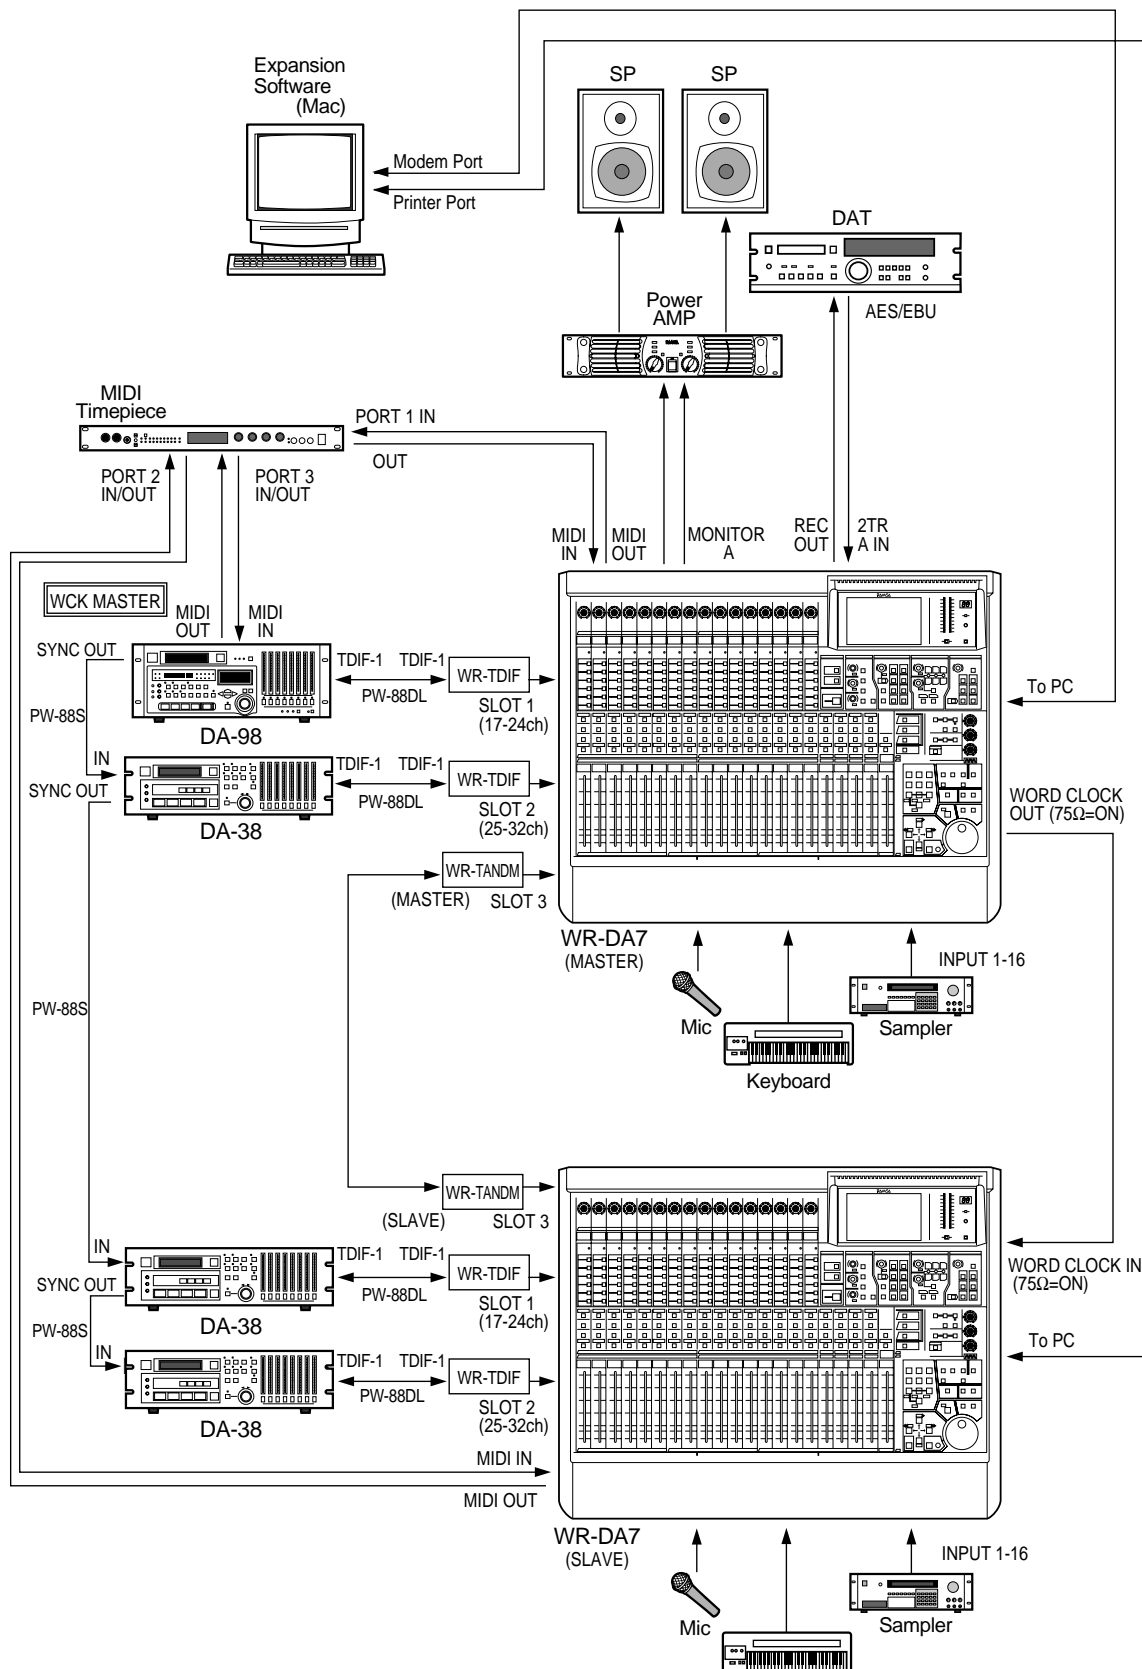 Expansion
Software
(Mac)
SP
SP
Modem Port
Printer Port
DAT
AES/EBU
Power
AMP
MIDI
Timepiece
PORT 1 IN
OUT
PORT 2
IN/OUT
PORT 3
IN/OUT
MIDI
IN
MIDI
OUT
MONITOR
A
REC
OUT
2TR
A IN
WCK MASTER
MIDI
OUT
MIDI
IN
SYNC OUT
TDIF-1
TDIF-1
WR-TDIF
PW-88DL
SLOT 1
(17-24ch)
To PC
PW-88S
DA-98
IN
SYNC OUT
TDIF-1
TDIF-1
WR-TDIF
PW-88DL
SLOT 2
(25-32ch)
DA-38
WORD CLOCK
OUT (75Ω=ON)
WR-TANDM
(MASTER)
SLOT 3
WR-DA7
(MASTER)
INPUT 1-16
PW-88S
Mic
Sampler
Keyboard
WR-TANDM
(SLAVE)
SLOT 3
IN
SYNC OUT
TDIF-1
TDIF-1
WR-TDIF
PW-88DL
SLOT 1
(17-24ch)
WORD CLOCK IN
(75Ω=ON)
DA-38
PW-88S
IN
To PC
TDIF-1
TDIF-1
WR-TDIF
PW-88DL
SLOT 2
(25-32ch)
DA-38
MIDI IN
MIDI OUT
WR-DA7
(SLAVE)
INPUT 1-16
Mic
Sampler